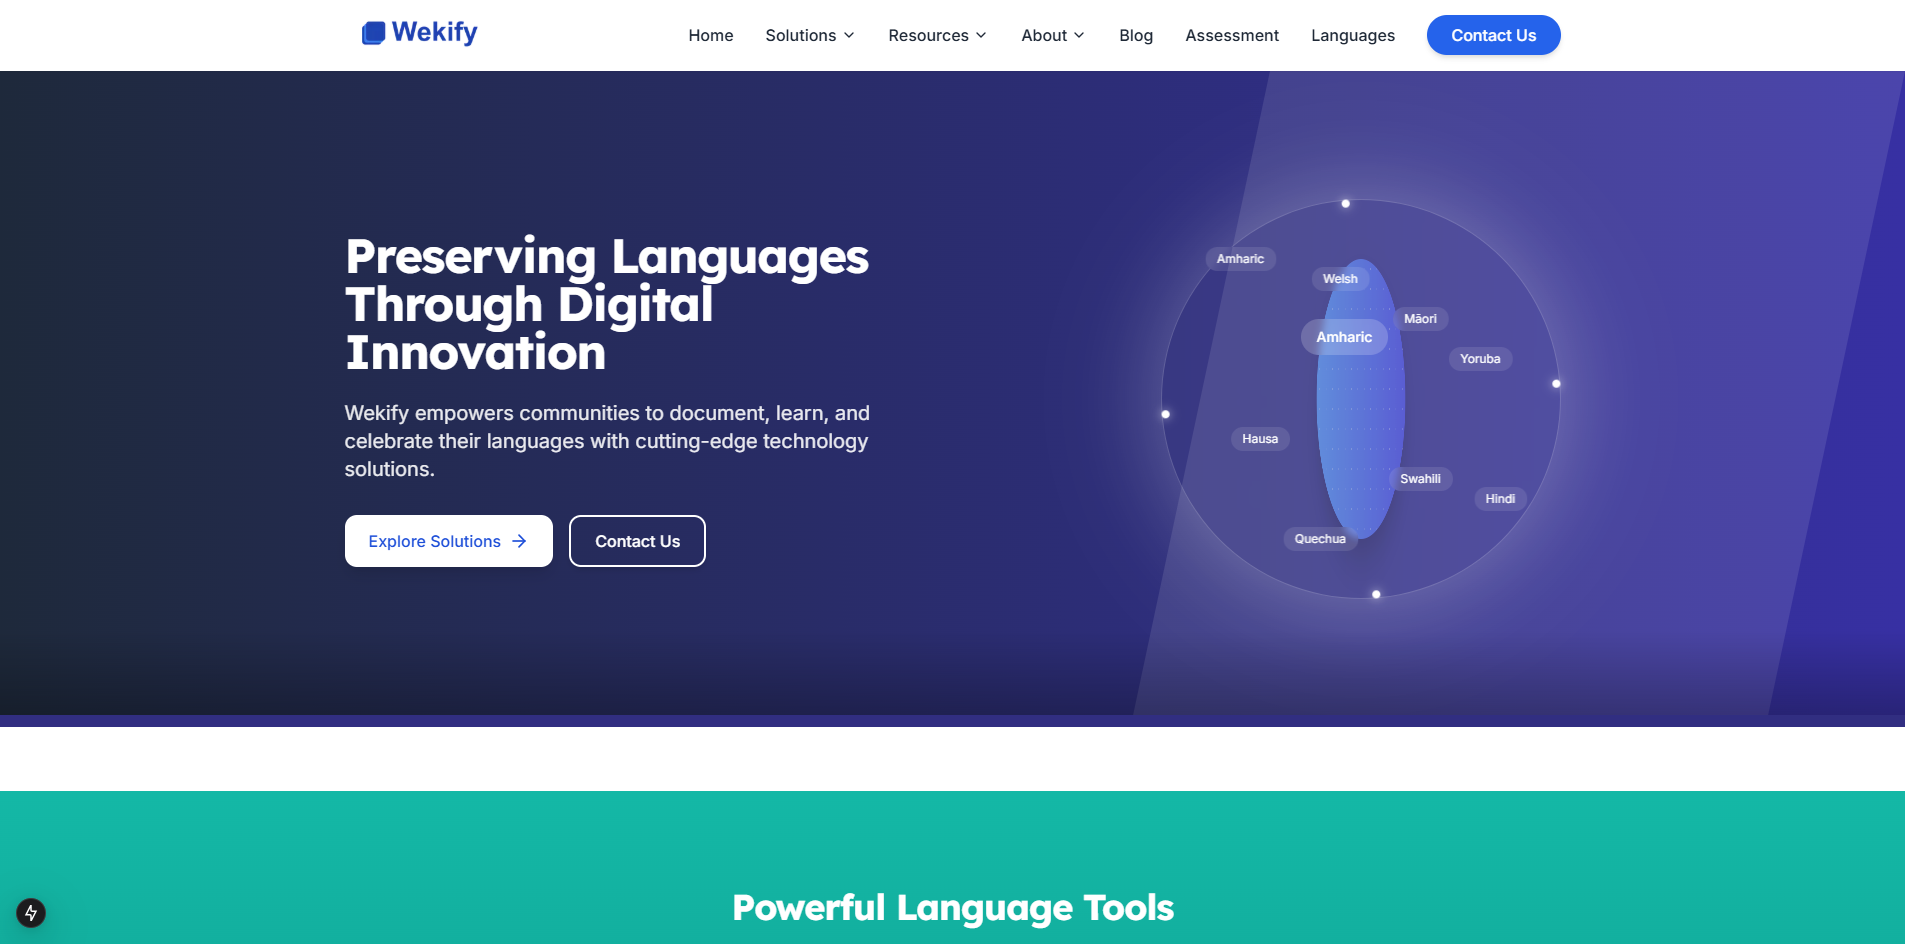 Wekify
Home
Solutions
Resources
About
Blog
Assessment
Languages
Contact Us
Preserving Languages
Through Digital
Innovation
Wekify empowers communities to document, learn, and
celebrate their languages with cutting-edge technology
solutions.
Explore Solutions
Contact Us
Amharic
Welsh
Māori
Amharic
Yoruba
Hausa
Swahili
Hindi
Quechua
Powerful Language Tools